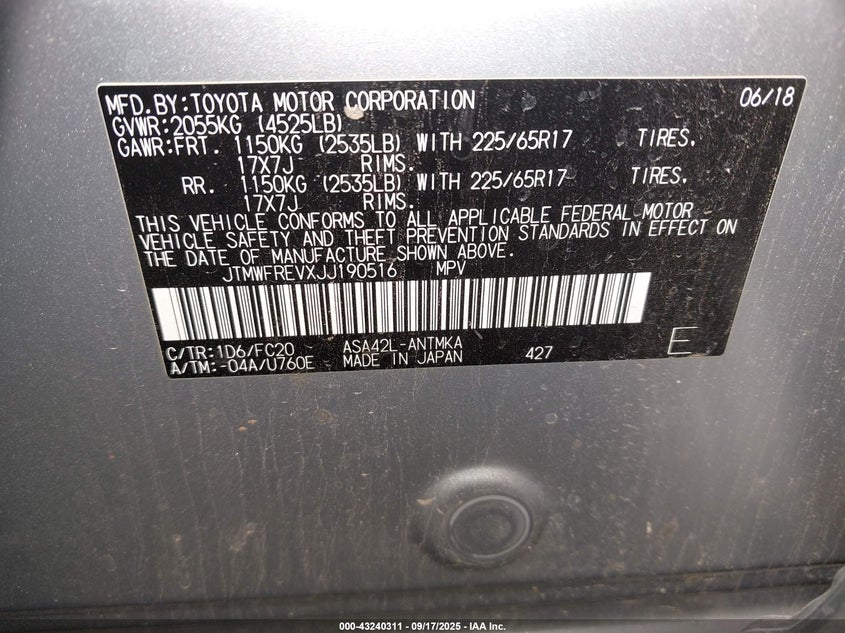 MFD.BY:TOYOTA MOTOR CORPORATION 06/18
GVWR:2055KG (4525LB)
GAWR:FRT. 1150KG (2535LB) WITH 225/65R17 TIRES.
17X7J RIMS.
RR. 1150KG (2535LB) WITH 225/65R17 TIRES.
17X7J RIMS.
THIS VEHICLE CONFORMS TO ALL APPLICABLE FEDERAL MOTOR
VEHICLE SAFETY AND THEFT PREVENTION STANDARDS IN EFFECT ON
THE DATE OF MANUFACTURE SHOWN ABOVE.
JTMWFREVXJJ190516 MPV
C/TR:1D6/FC20 ASA42L-ANTMKA
A/TM:-04A/U760E MADE IN JAPAN 427 E
000-43240311 - 09/17/2025 - IAA Inc.